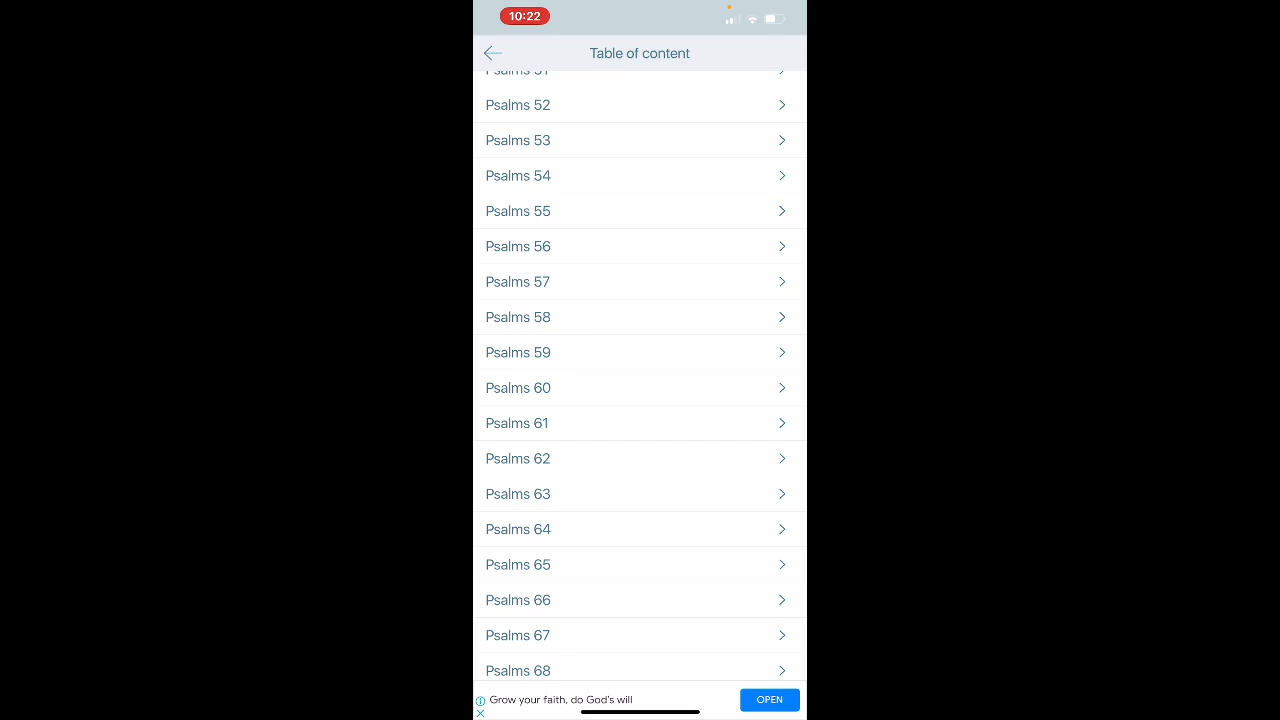 10:22
Table of content
Psalms 51
Psalms 52
Psalms 53
Psalms 54
Psalms 55
Psalms 56
Psalms 57
Psalms 58
Psalms 59
Psalms 60
Psalms 61
Psalms 62
Psalms 63
Psalms 64
Psalms 65
Psalms 66
Psalms 67
Psalms 68
Grow your faith, do God's will
OPEN